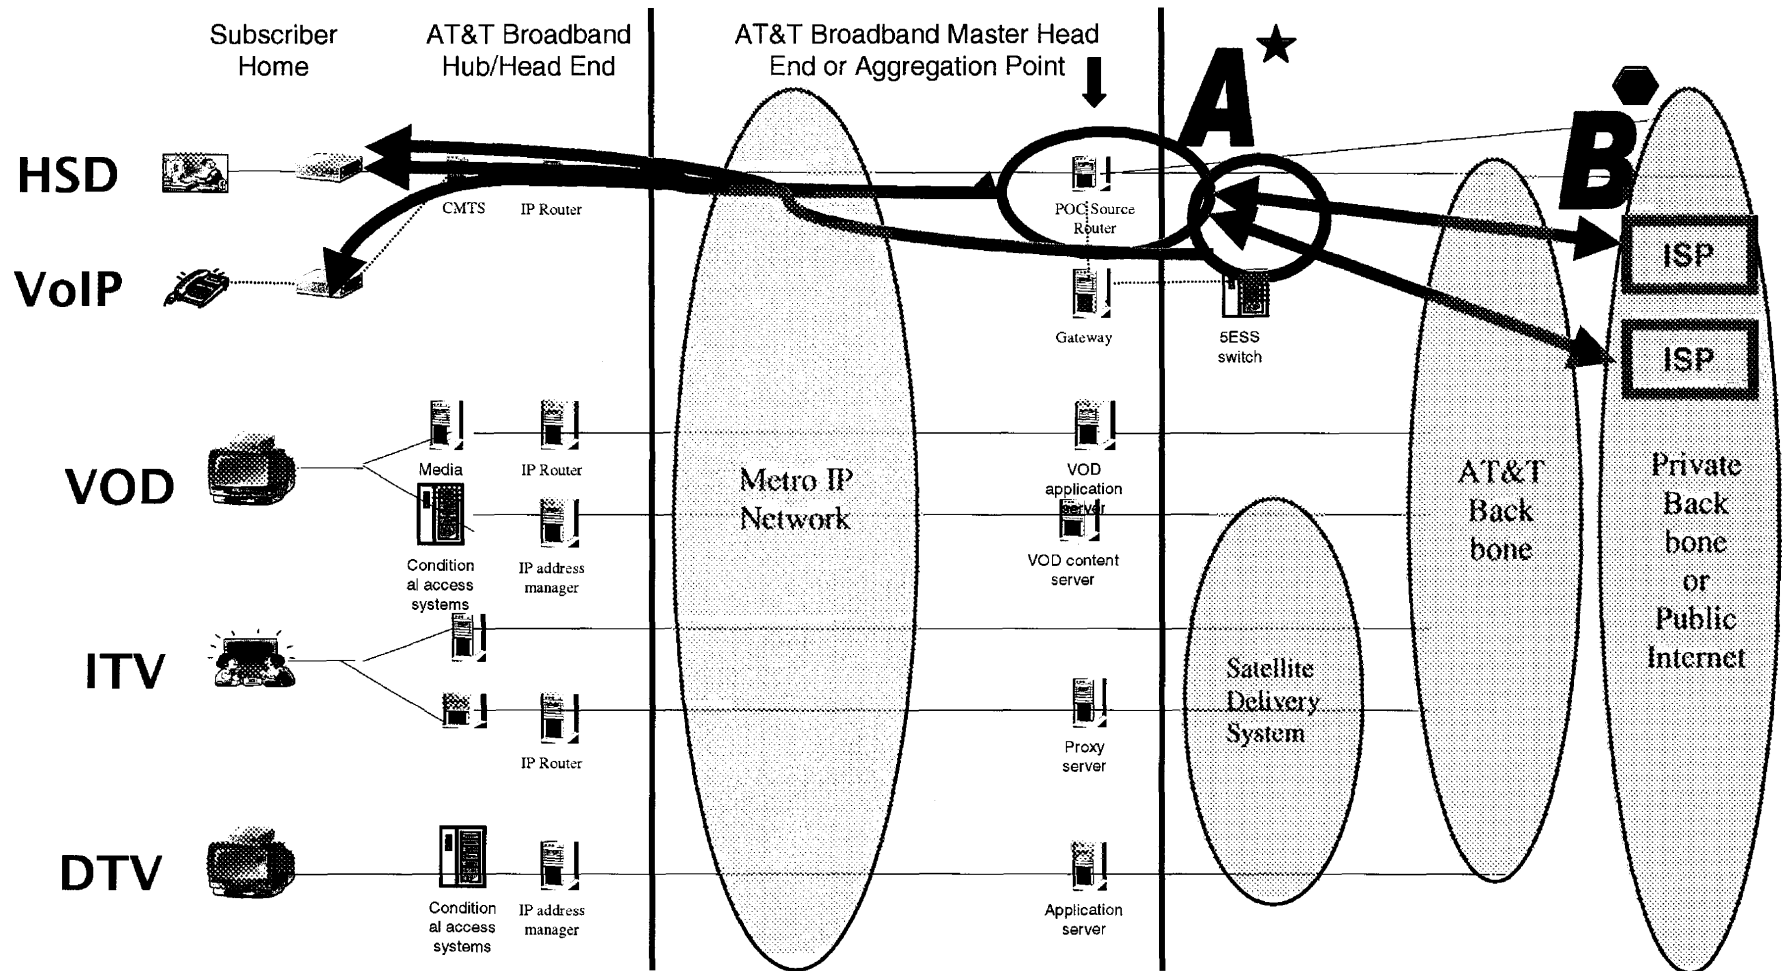 Subscriber
Home
AT&T Broadband
Hub/Head End
AT&T Broadband Master Head
End or Aggregation Point
A
B
HSD
CMTS
IP Router
POC Source
Router
ISP
VoIP
Gateway
5ESS
switch
ISP
VOD
Media
IP Router
VOD
application
server
Condition
al access
systems
IP address
manager
VOD content
server
Metro IP
Network
AT&T
Back
bone
Private
Back
bone
or
Public
Internet
ITV
IP Router
Proxy
server
Satellite
Delivery
System
DTV
Condition
al access
systems
IP address
manager
Application
server